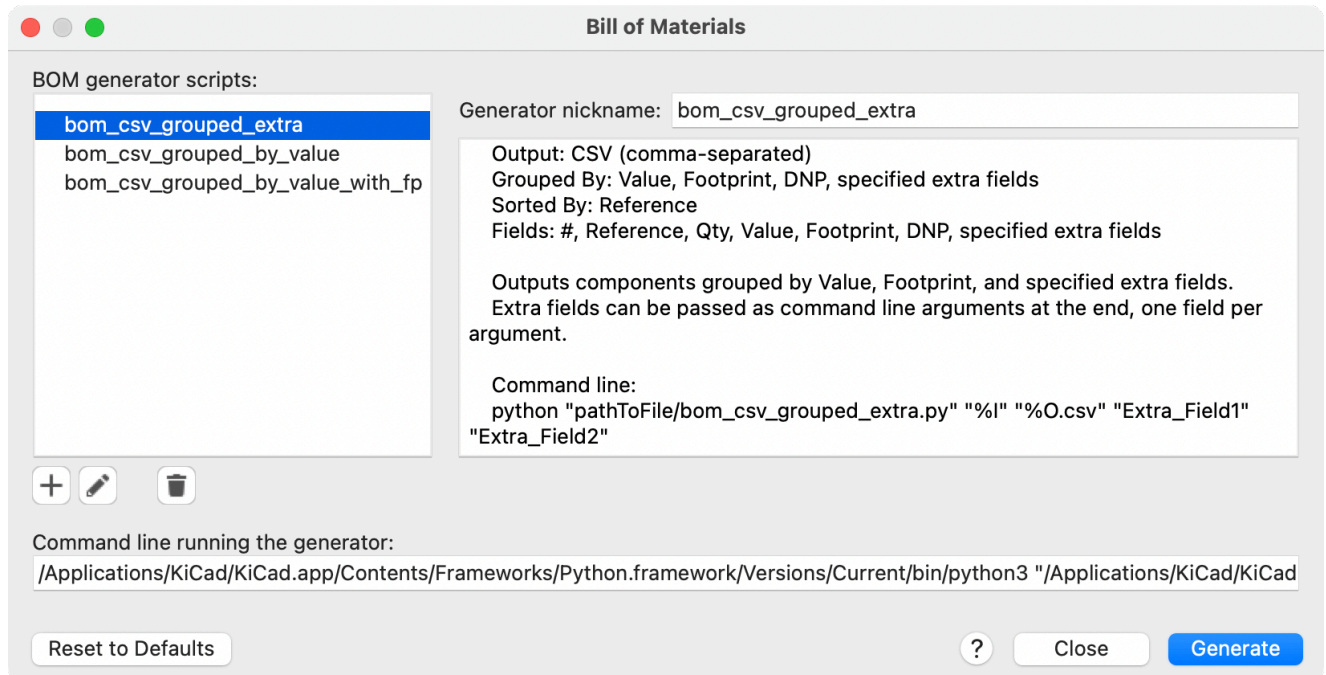 Bill of Materials
BOM generator scripts:
bom_csv_grouped_extra
bom_csv_grouped_by_value
bom_csv_grouped_by_value_with_fp
Generator nickname: bom_csv_grouped_extra
Output: CSV (comma-separated)
Grouped By: Value, Footprint, DNP, specified extra fields
Sorted By: Reference
Fields: #, Reference, Qty, Value, Footprint, DNP, specified extra fields
Outputs components grouped by Value, Footprint, and specified extra fields.
Extra fields can be passed as command line arguments at the end, one field per
argument.
Command line:
python "pathToFile/bom_csv_grouped_extra.py" "%I" "%O.csv" "Extra_Field1"
"Extra_Field2"
Command line running the generator:
/Applications/KiCad/KiCad.app/Contents/Frameworks/Python.framework/Versions/Current/bin/python3 "/Applications/KiCad/KiCad
Reset to Defaults
?
Close
Generate